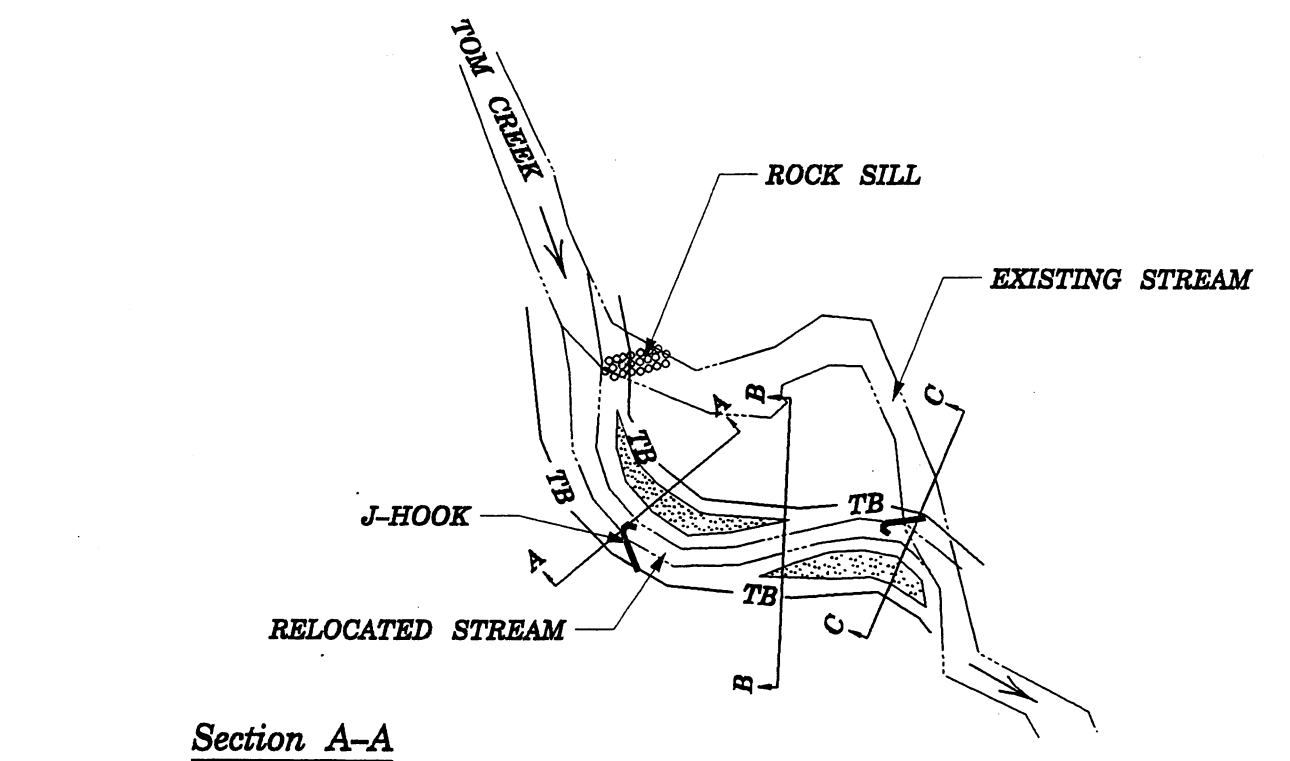 TOM CREEK
ROCK SILL
EXISTING STREAM
B
C
A
TB
TB
TB
J-HOOK
A
TB
C
RELOCATED STREAM
B
Section A-A